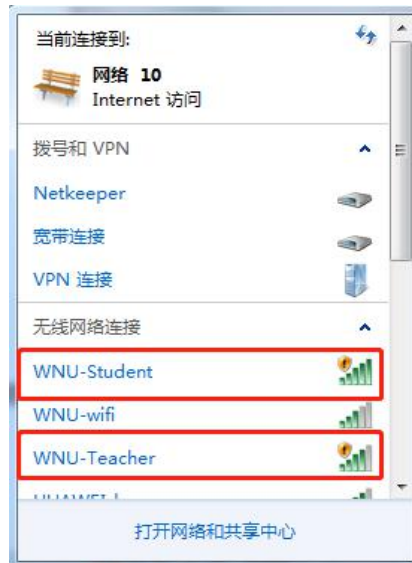 当前连接到:
网络 10
Internet 访问
拨号和 VPN
Netkeeper
宽带连接
VPN 连接
无线网络连接
WNU-Student
WNU-wifi
WNU-Teacher
打开网络和共享中心